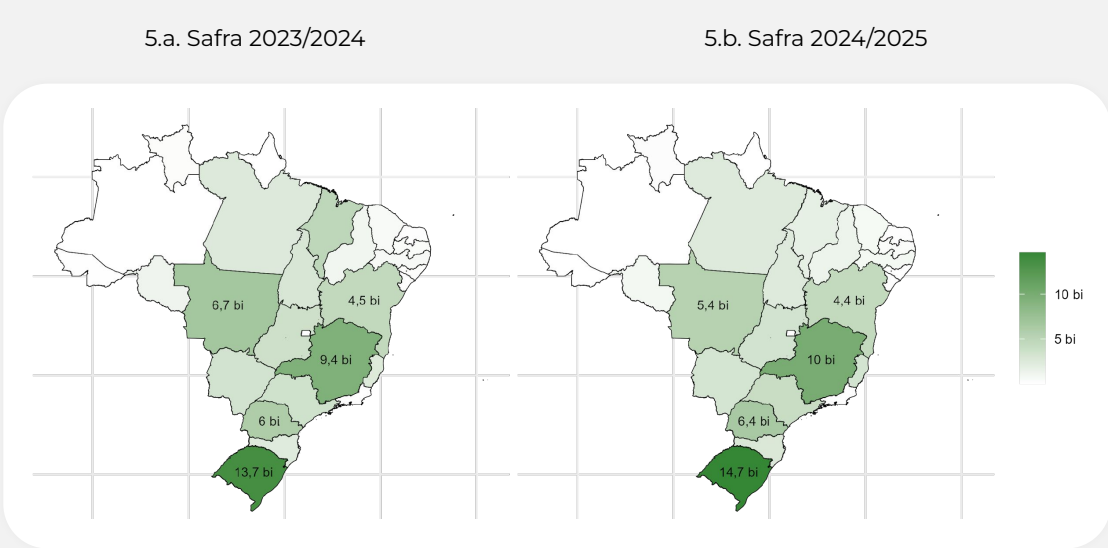 5.a. Safra 2023/2024
6,7 bi
4,5 bi
9,4 bi
6 bi
13,7 bi
5.b. Safra 2024/2025
5,4 bi
4,4 bi
10 bi
6,4 bi
14,7 bi
10 bi
5 bi